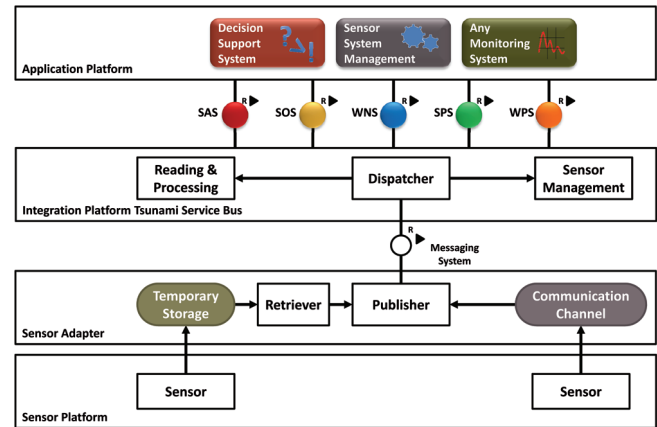 Decision
Support
System
Sensor
System
Management
Any
Monitoring
System
Application Platform
R
R
R
R
R
SAS
SOS
WNS
SPS
WPS
Reading &
Processing
Dispatcher
Sensor
Management
Integration Platform Tsunami Service Bus
R
Messaging
System
Temporary
Storage
Retriever
Publisher
Communication
Channel
Sensor Adapter
Sensor
Sensor
Sensor Platform